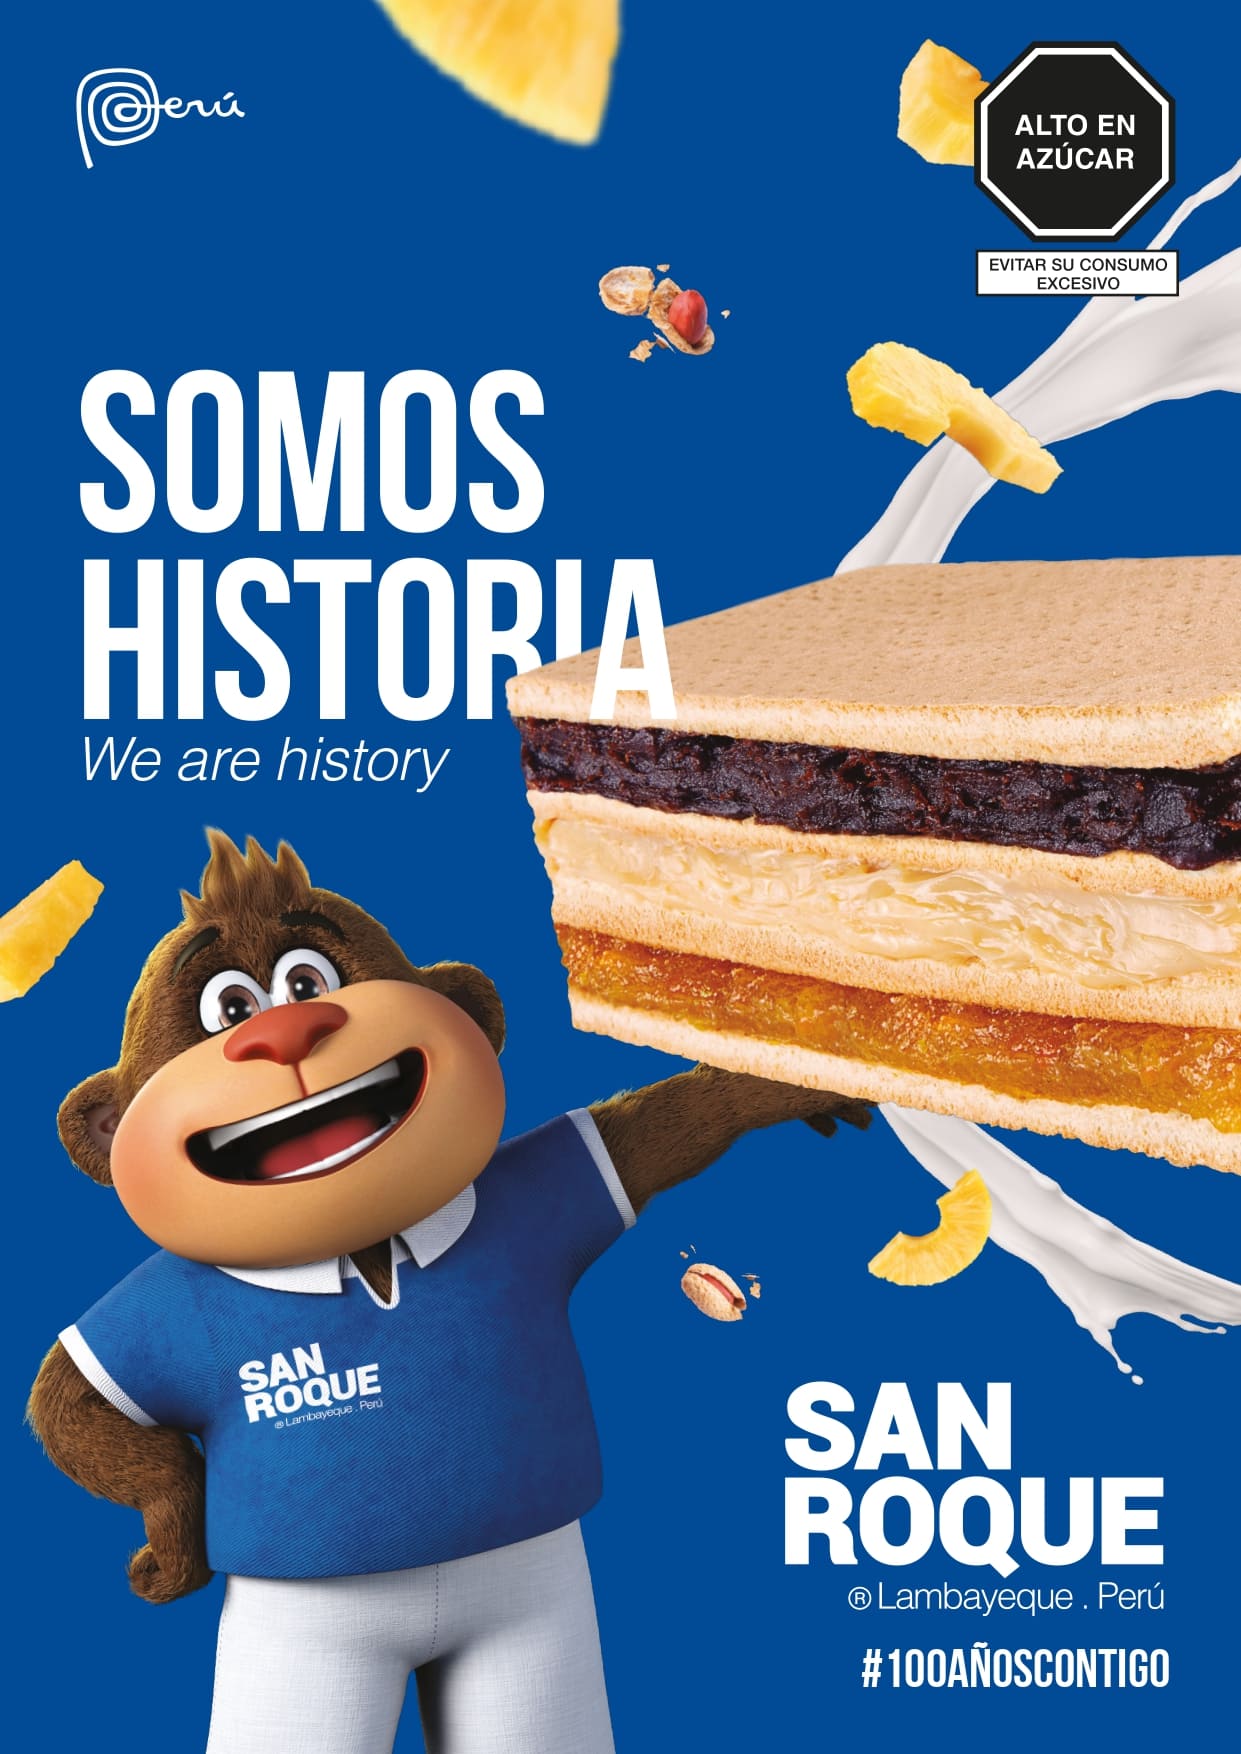 Perú
ALTO EN
AZÚCAR
EVITAR SU CONSUMO
EXCESIVO
SOMOS
HISTORIA
We are history
SAN
ROQUE
® Lambayeque . Perú
SAN
ROQUE
® Lambayeque . Perú
#100AÑOSCONTIGO